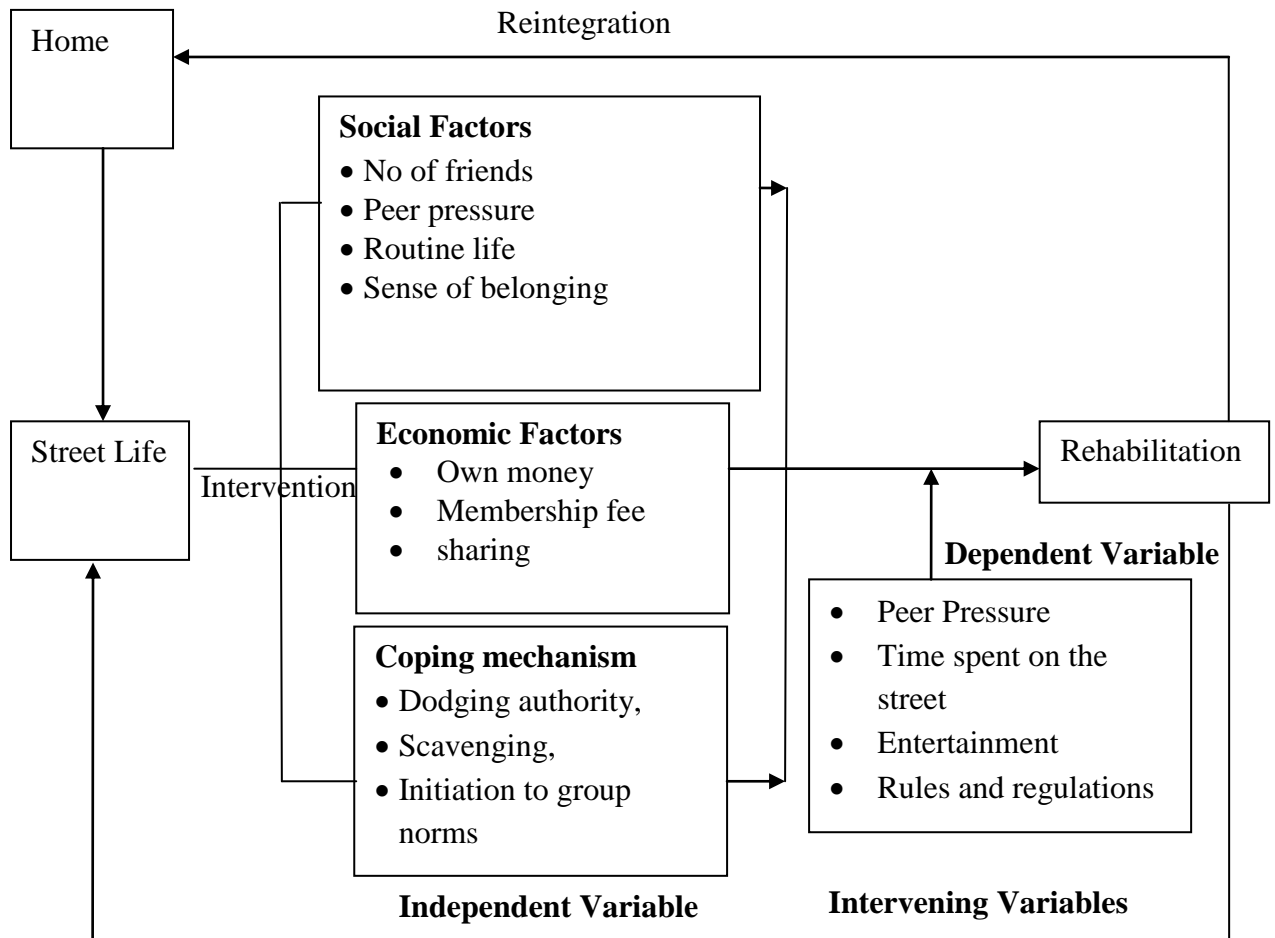 Reintegration
Home
Social Factors
• No of friends
• Peer pressure
• Routine life
• Sense of belonging
Street Life
Intervention
Economic Factors
• Own money
• Membership fee
• sharing
Rehabilitation
Dependent Variable
• Peer Pressure
• Time spent on the
street
• Entertainment
• Rules and regulations
Coping mechanism
• Dodging authority,
• Scavenging,
• Initiation to group
norms
Independent Variable
Intervening Variables